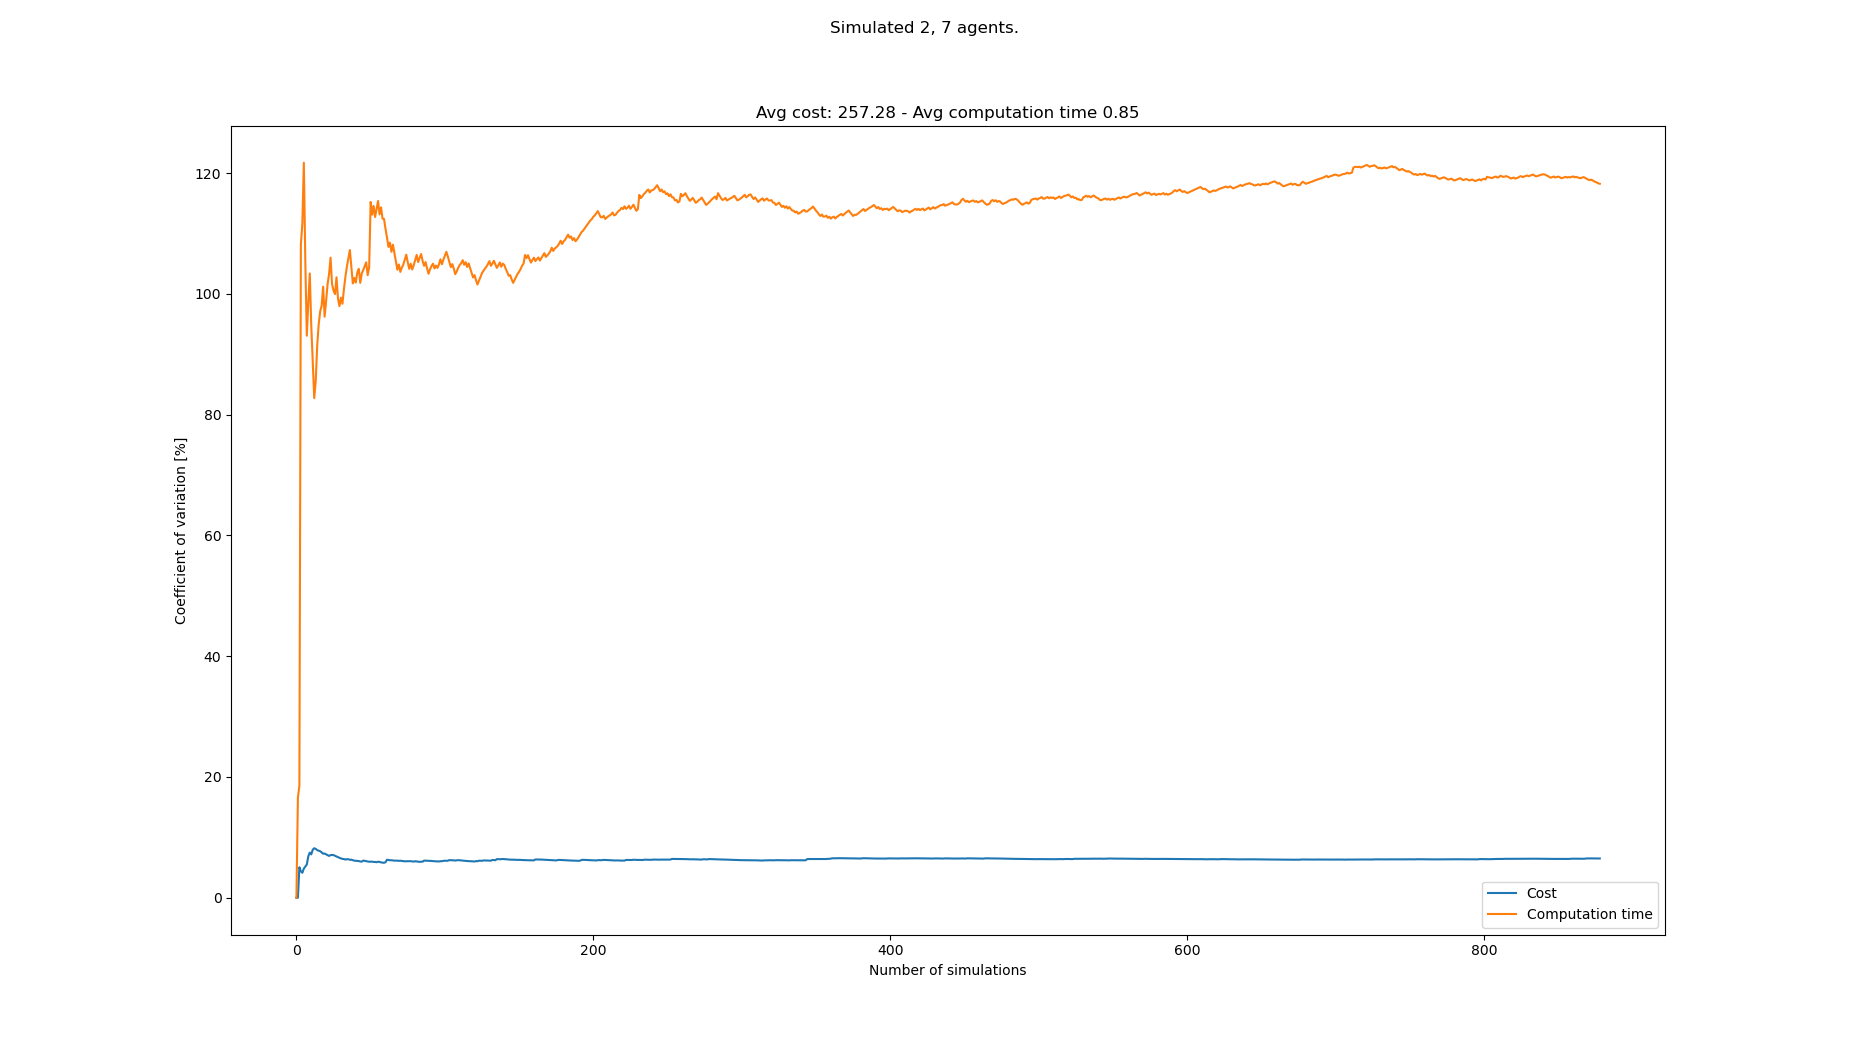 Simulated 2, 7 agents.
Avg cost: 257.28 - Avg computation time 0.85
120
100
80
60
40
20
0
Coefficient of variation [%]
0 200 400 600 800
Number of simulations
Cost
Computation time